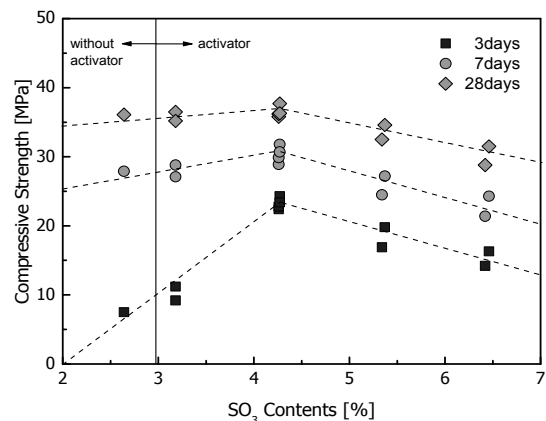 without
activator
activator
3days
7days
28days
50
40
30
20
10
0
Compressive Strength [MPa]
2 3 4 5 6 7
SO3 Contents [%]